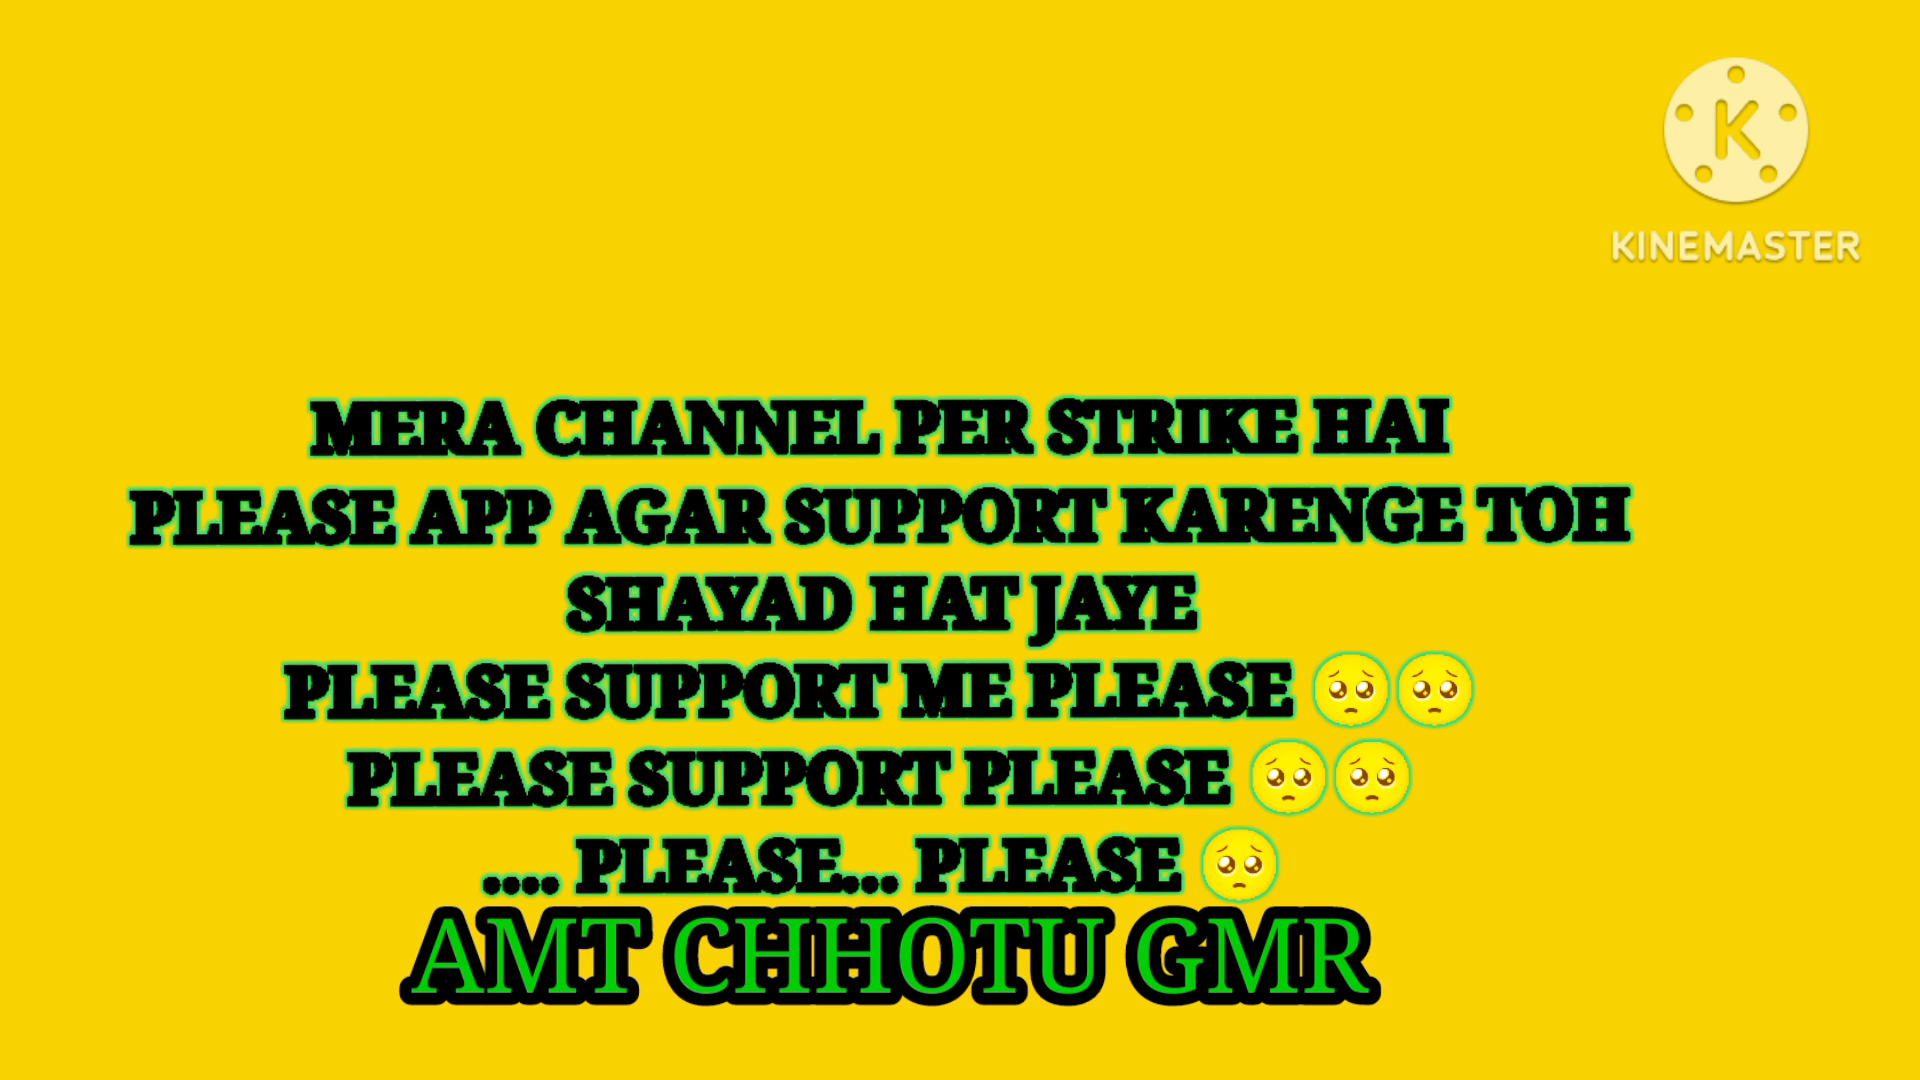 KINEMASTER
MERA CHANNEL PER STRIKE HAI
PLEASE APP AGAR SUPPORT KARENGE TOH
SHAYAD HAT JAYE
PLEASE SUPPORT ME PLEASE 🥺🥺
PLEASE SUPPORT PLEASE 🥺🥺
.... PLEASE... PLEASE 🥺
AMT CHHOTU GMR